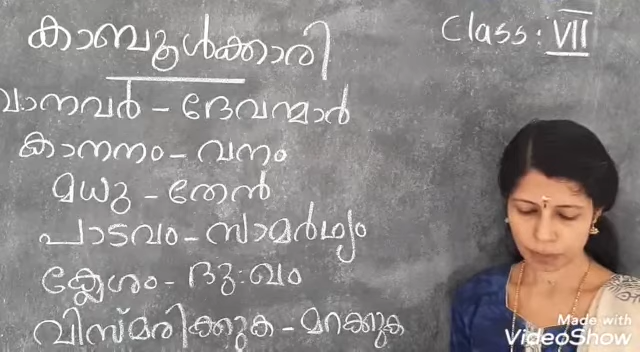 Class: VII
കാബൂൾക്കാരി
വാനവർ - ദേവന്മാർ
കാനനം - വനം
മധു - തേൻ
പാടവം - സാമർഥ്യം
ക്ലേശം - ദുഃഖം
വിസ്മരിക്കുക - മറക്കുക
Made with
VideoShow